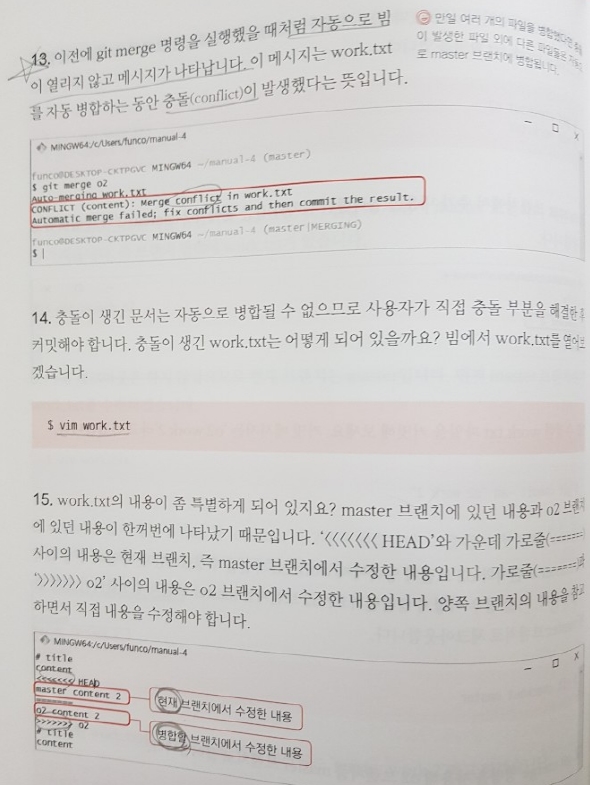 13. 이전에 git merge 명령을 실행했을 때처럼 자동으로 빔
이 열리지 않고 메시지가 나타납니다. 이 메시지는 work.txt
를 자동 병합하는 동안 충돌(conflict)이 발생했다는 뜻입니다.
만일 여러 개의 파일을 병합했다면 충돌
이 발생한 파일 외에 다른 파일들은
로 master 브랜치에 병합됩니다.
MINGW64:/c/Users/funco/manual-4
funco@DESKTOP-CKTPGVC MINGW64 ~/manual-4 (master)
$ git merge o2
Auto-merging work.txt
CONFLICT (content): Merge conflict in work.txt
Automatic merge failed; fix conflicts and then commit the result.
funco@DESKTOP-CKTPGVC MINGW64 ~/manual-4 (master|MERGING)
$
14. 충돌이 생긴 문서는 자동으로 병합될 수 없으므로 사용자가 직접 충돌 부분을 해결한 후
커밋해야 합니다. 충돌이 생긴 work.txt는 어떻게 되어 있을까요? 빔에서 work.txt를 열어보
겠습니다.
$ vim work.txt
15. work.txt의 내용이 좀 특별하게 되어 있지요? master 브랜치에 있던 내용과 o2 브랜치
에 있던 내용이 한꺼번에 나타났기 때문입니다. '<<<<<<< HEAD'와 가운데 가로줄(=======)
사이의 내용은 현재 브랜치, 즉 master 브랜치에서 수정한 내용입니다. 가로줄(=======)과
'>>>>>>> o2' 사이의 내용은 o2 브랜치에서 수정한 내용입니다. 양쪽 브랜치의 내용을 참고
하면서 직접 내용을 수정해야 합니다.
MINGW64:/c/Users/funco/manual-4
# title
content
<<<<<<< HEAD
master content 2
=======
o2 content 2
>>>>>>> o2
# title
content
현재 브랜치에서 수정한 내용
병합할 브랜치에서 수정한 내용